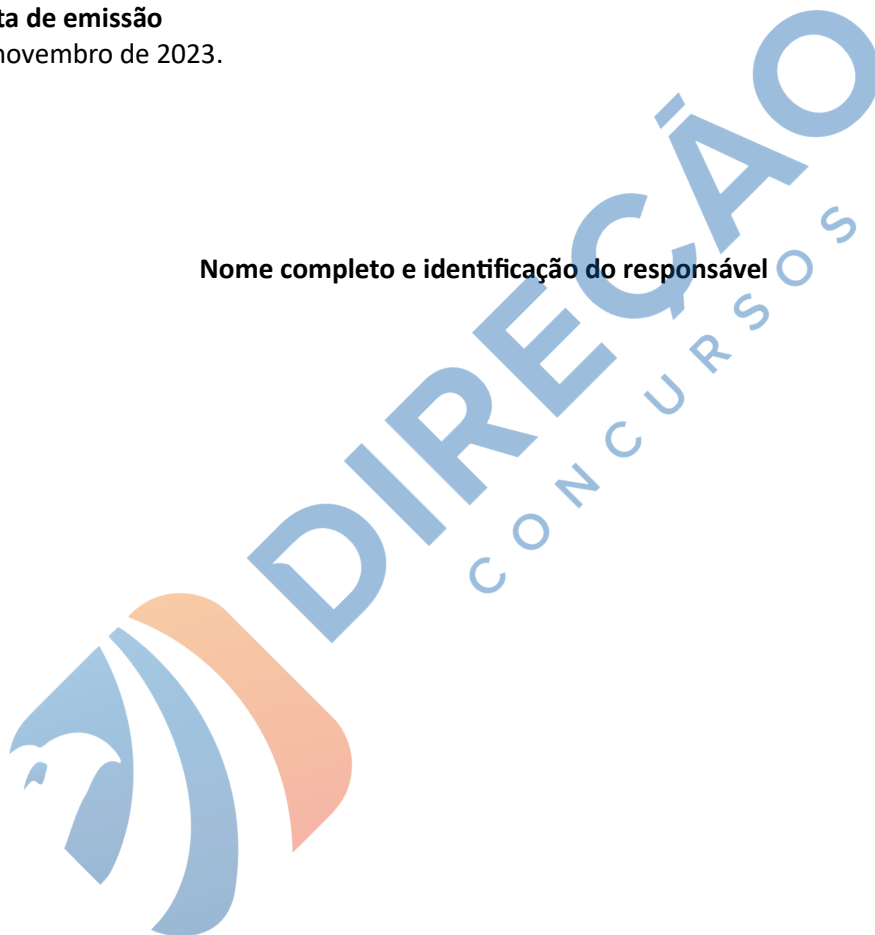 ta de emissão
novembro de 2023.
Nome completo e identificação do responsável
DIREÇÃO
CONCURSOS